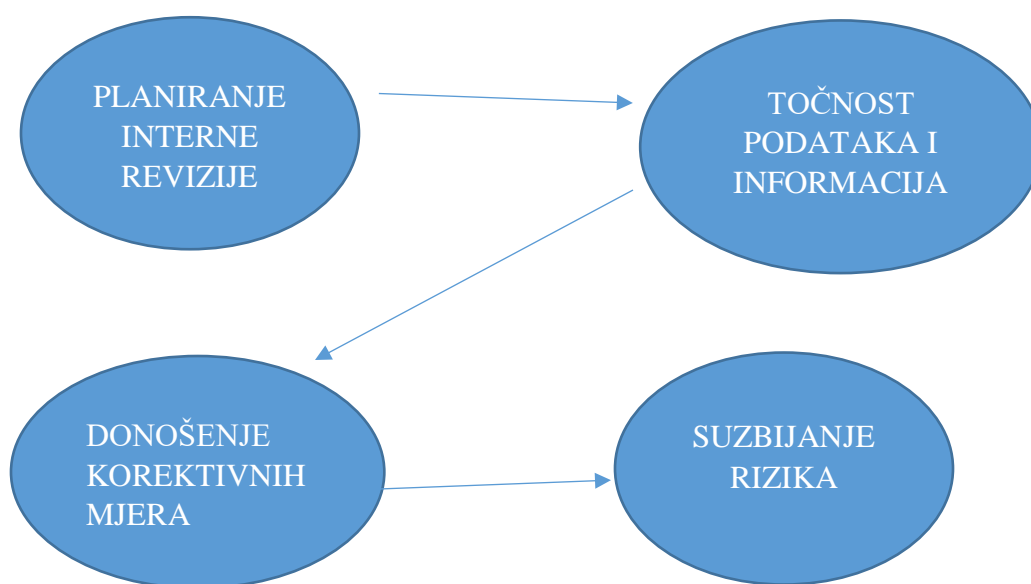 PLANIRANJE
INTERNE
REVIZIJE
TOČNOST
PODATAKA I
INFORMACIJA
DONOŠENJE
KOREKTIVNIH
MJERA
SUZBIJANJE
RIZIKA